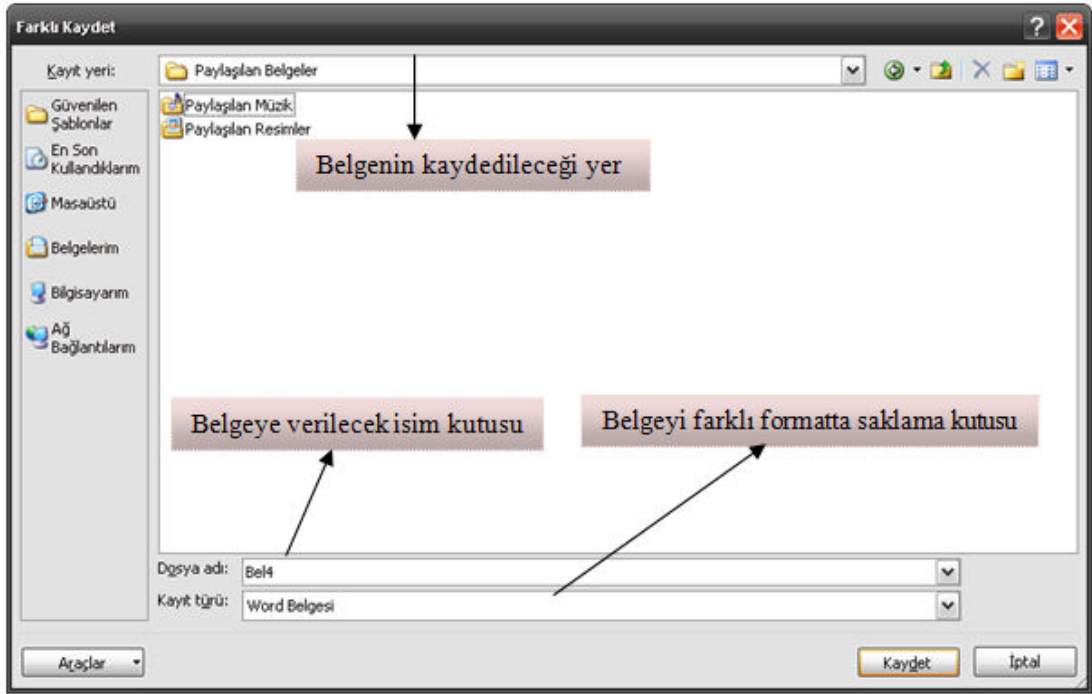 Farklı Kaydet
Kayıt yeri:
Paylaşılan Belgeler
Güvenilen
Şablonlar
En Son
Kullandıklarım
Masaüstü
Belgelerim
Bilgisayarım
Ağ
Bağlantılarım
Paylaşılan Müzik
Paylaşılan Resimler
Belgenin kaydedileceği yer
Belgeye verilecek isim kutusu
Belgeyi farklı formatta saklama kutusu
Dosya adı:
Bel4
Kayıt türü:
Word Belgesi
Araçlar
Kaydet
İptal